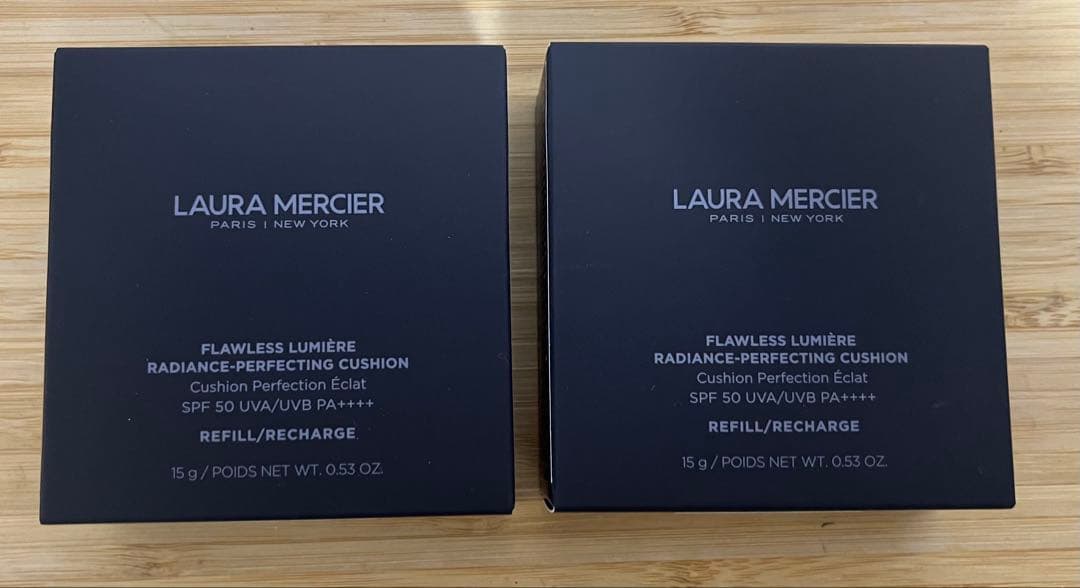 LAURA MERCIER
PARIS | NEW YORK
FLAWLESS LUMIÈRE
RADIANCE-PERFECTING CUSHION
Cushion Perfection Éclat
SPF 50 UVA/UVB PA++++
REFILL/RECHARGE
15 g / POIDS NET WT. 0.53 OZ.
LAURA MERCIER
PARIS | NEW YORK
FLAWLESS LUMIÈRE
RADIANCE-PERFECTING CUSHION
Cushion Perfection Éclat
SPF 50 UVA/UVB PA++++
REFILL/RECHARGE
15 g / POIDS NET WT. 0.53 OZ.